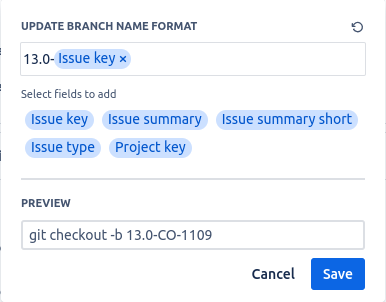 UPDATE BRANCH NAME FORMAT
13.0-Issue key ×
Select fields to add
Issue key Issue summary Issue summary short
Issue type Project key
PREVIEW
git checkout -b 13.0-CO-1109
Cancel Save